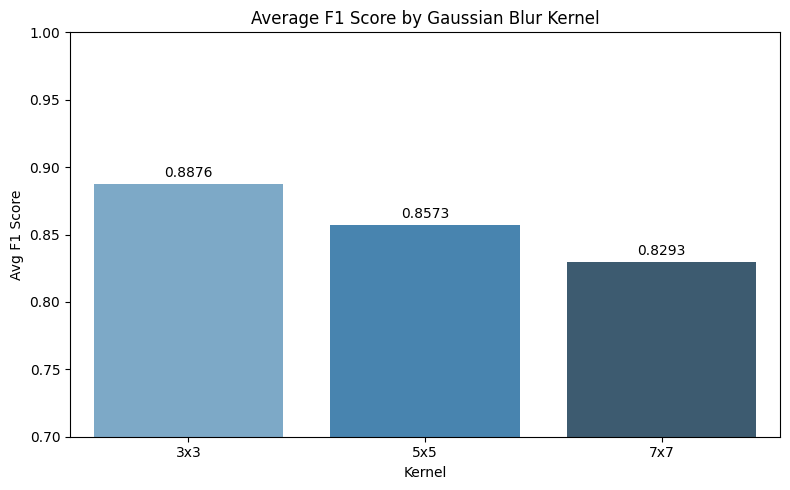 Average F1 Score by Gaussian Blur Kernel
1.00
0.95
0.90
0.85
0.80
0.75
0.70
Avg F1 Score
0.8876
0.8573
0.8293
3x3 5x5 7x7
Kernel